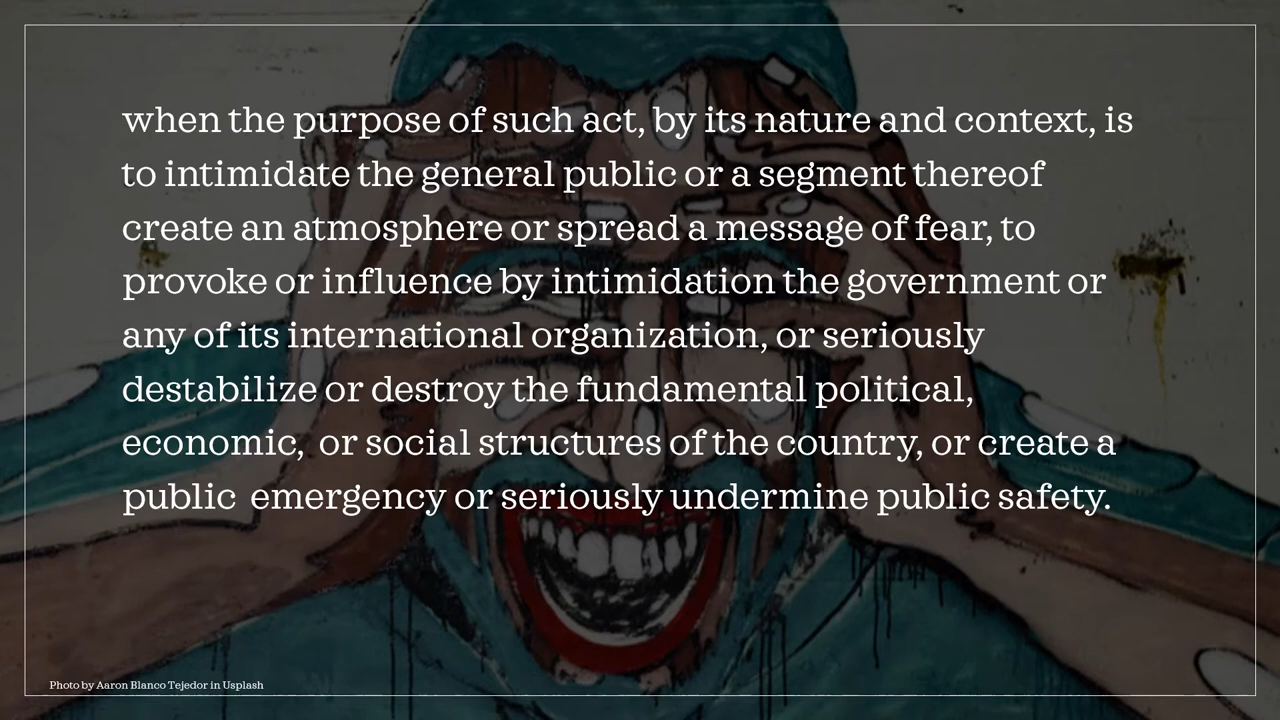 when the purpose of such act, by its nature and context, is
to intimidate the general public or a segment thereof
create an atmosphere or spread a message of fear, to
provoke or influence by intimidation the government or
any of its international organization, or seriously
destabilize or destroy the fundamental political,
economic,  or social structures of the country, or create a
public  emergency or seriously undermine public safety.
Photo by Aaron Blanco Tejedor in Usplash